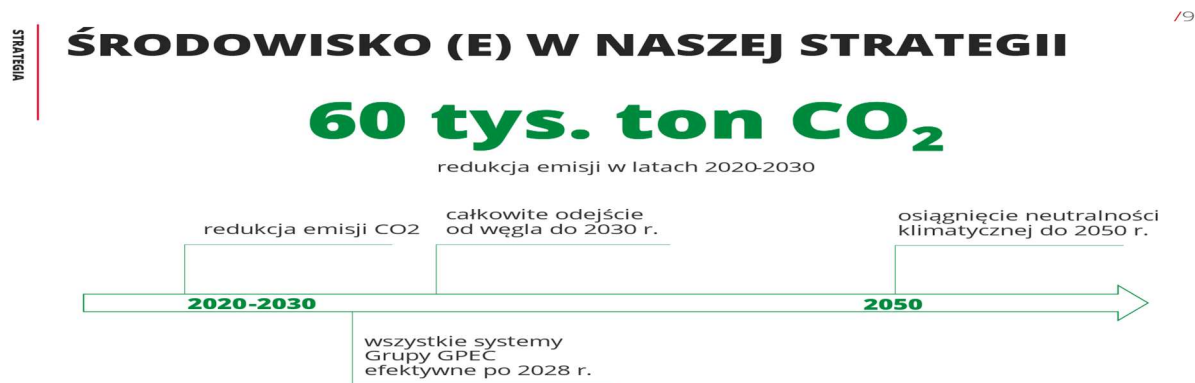 /9
STRATEGIA
ŚRODOWISKO (E) W NASZEJ STRATEGII
60 tys. ton CO₂
redukcja emisji w latach 2020-2030
redukcja emisji CO2
całkowite odejście
od węgla do 2030 r.
osiągnięcie neutralności
klimatycznej do 2050 r.
2020-2030
2050
wszystkie systemy
Grupy GPEC
efektywne po 2028 r.